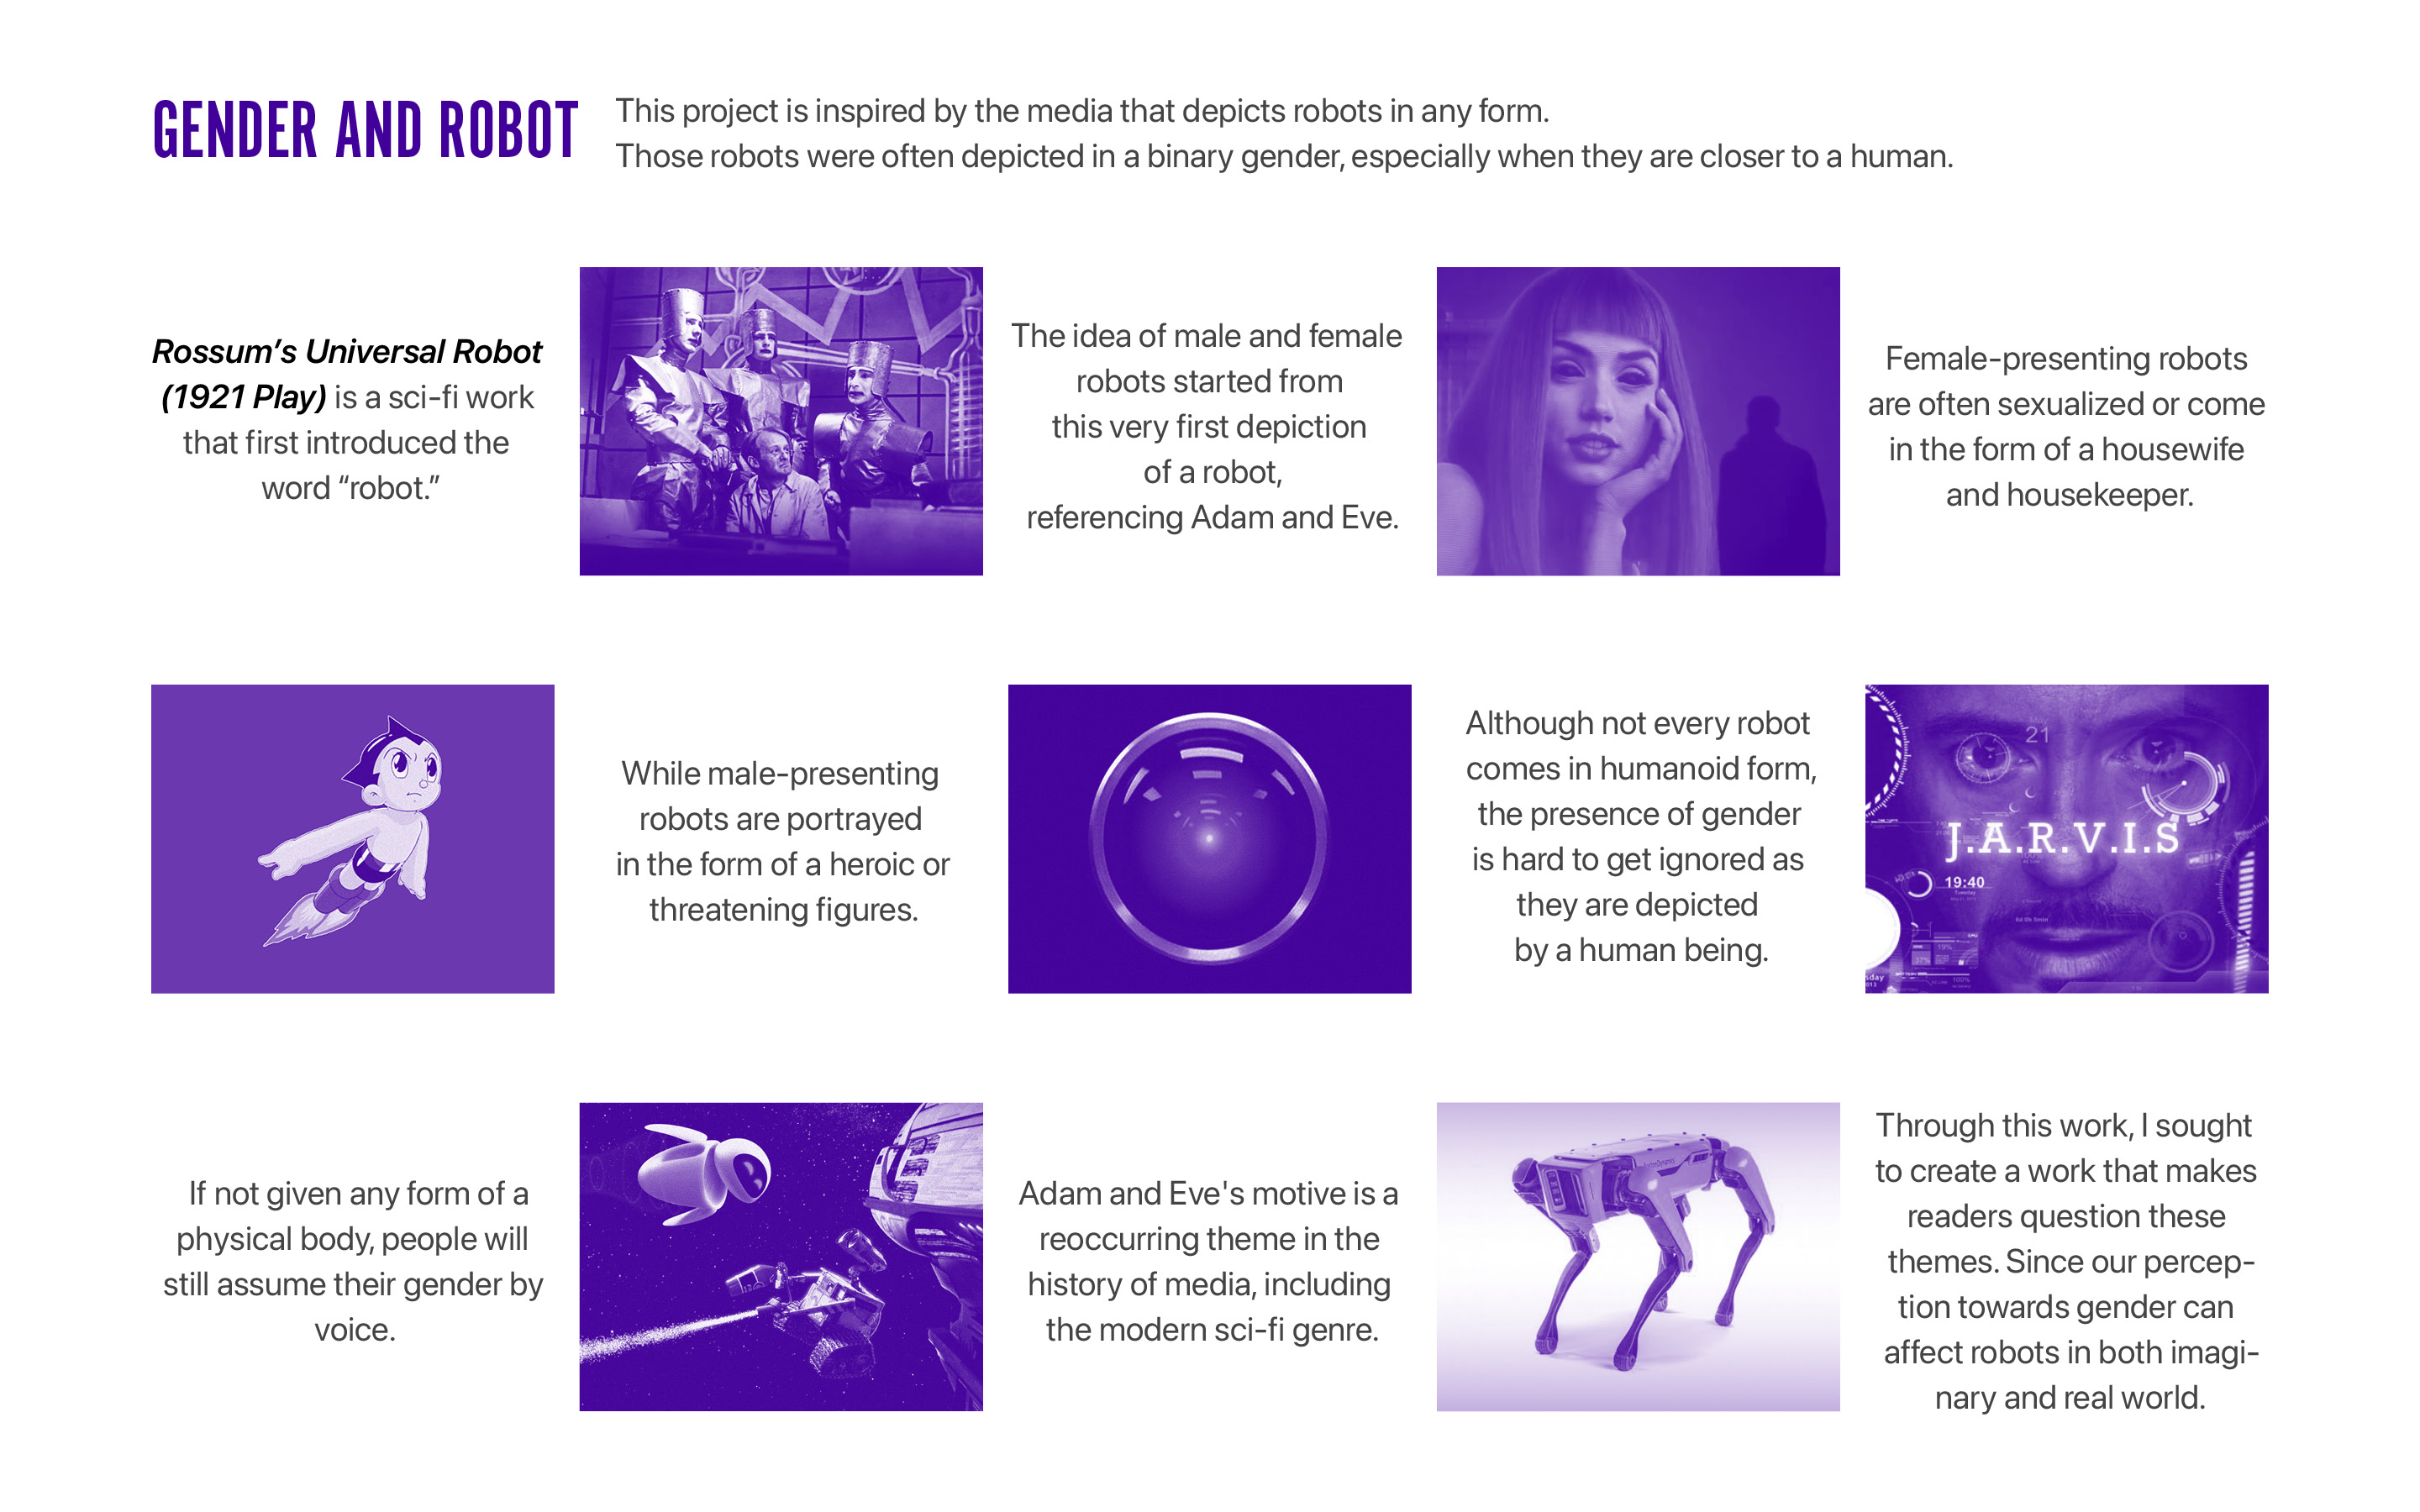 GENDER AND ROBOT
This project is inspired by the media that depicts robots in any form.
Those robots were often depicted in a binary gender, especially when they are closer to a human.
Rossum’s Universal Robot
(1921 Play) is a sci-fi work
that first introduced the
word “robot.”
The idea of male and female
robots started from
this very first depiction
of a robot,
referencing Adam and Eve.
Female-presenting robots
are often sexualized or come
in the form of a housewife
and housekeeper.
While male-presenting
robots are portrayed
in the form of a heroic or
threatening figures.
Although not every robot
comes in humanoid form,
the presence of gender
is hard to get ignored as
they are depicted
by a human being.
21
J.A.R.V.I.S
19:40
Tuesday
If not given any form of a
physical body, people will
still assume their gender by
voice.
Adam and Eve's motive is a
reoccurring theme in the
history of media, including
the modern sci-fi genre.
Through this work, I sought
to create a work that makes
readers question these
themes. Since our percep-
tion towards gender can
affect robots in both imagi-
nary and real world.